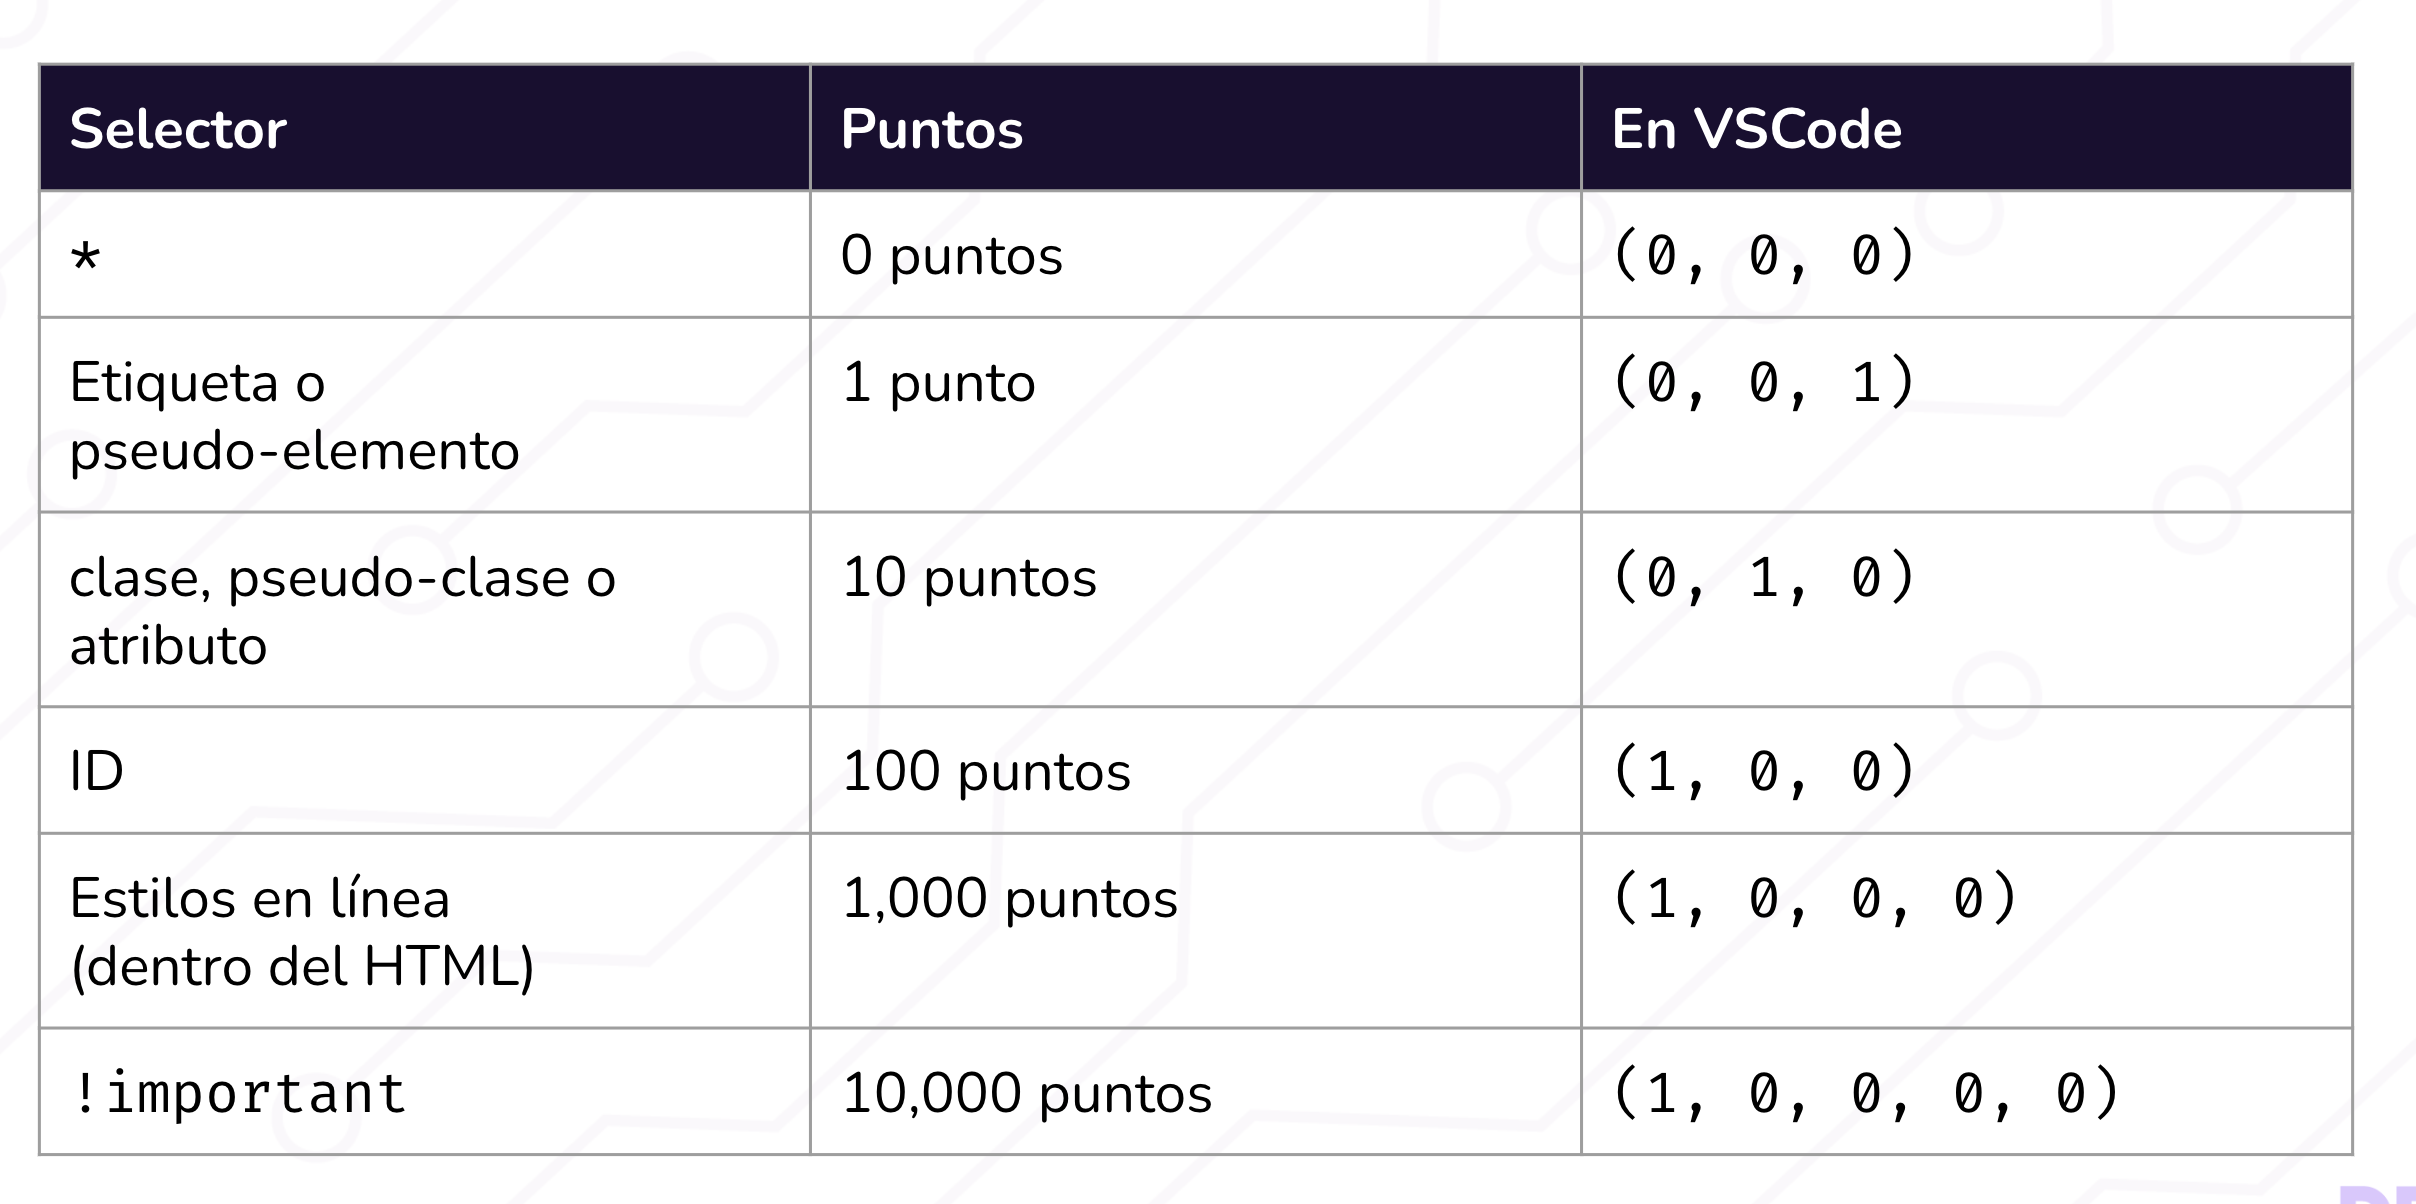 Selector
Puntos
En VSCode
*
0 puntos
(0, 0, 0)
Etiqueta o
pseudo-elemento
1 punto
(0, 0, 1)
clase, pseudo-clase o
atributo
10 puntos
(0, 1, 0)
ID
100 puntos
(1, 0, 0)
Estilos en línea
(dentro del HTML)
1,000 puntos
(1, 0, 0, 0)
!important
10,000 puntos
(1, 0, 0, 0, 0)